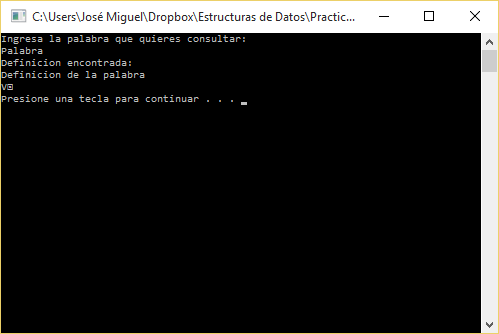 C:\Users\José Miguel\Dropbox\Estructuras de Datos\Practic...
Ingresa la palabra que quieres consultar:
Palabra
Definicion encontrada:
Definicion de la palabra
V
Presione una tecla para continuar . . .